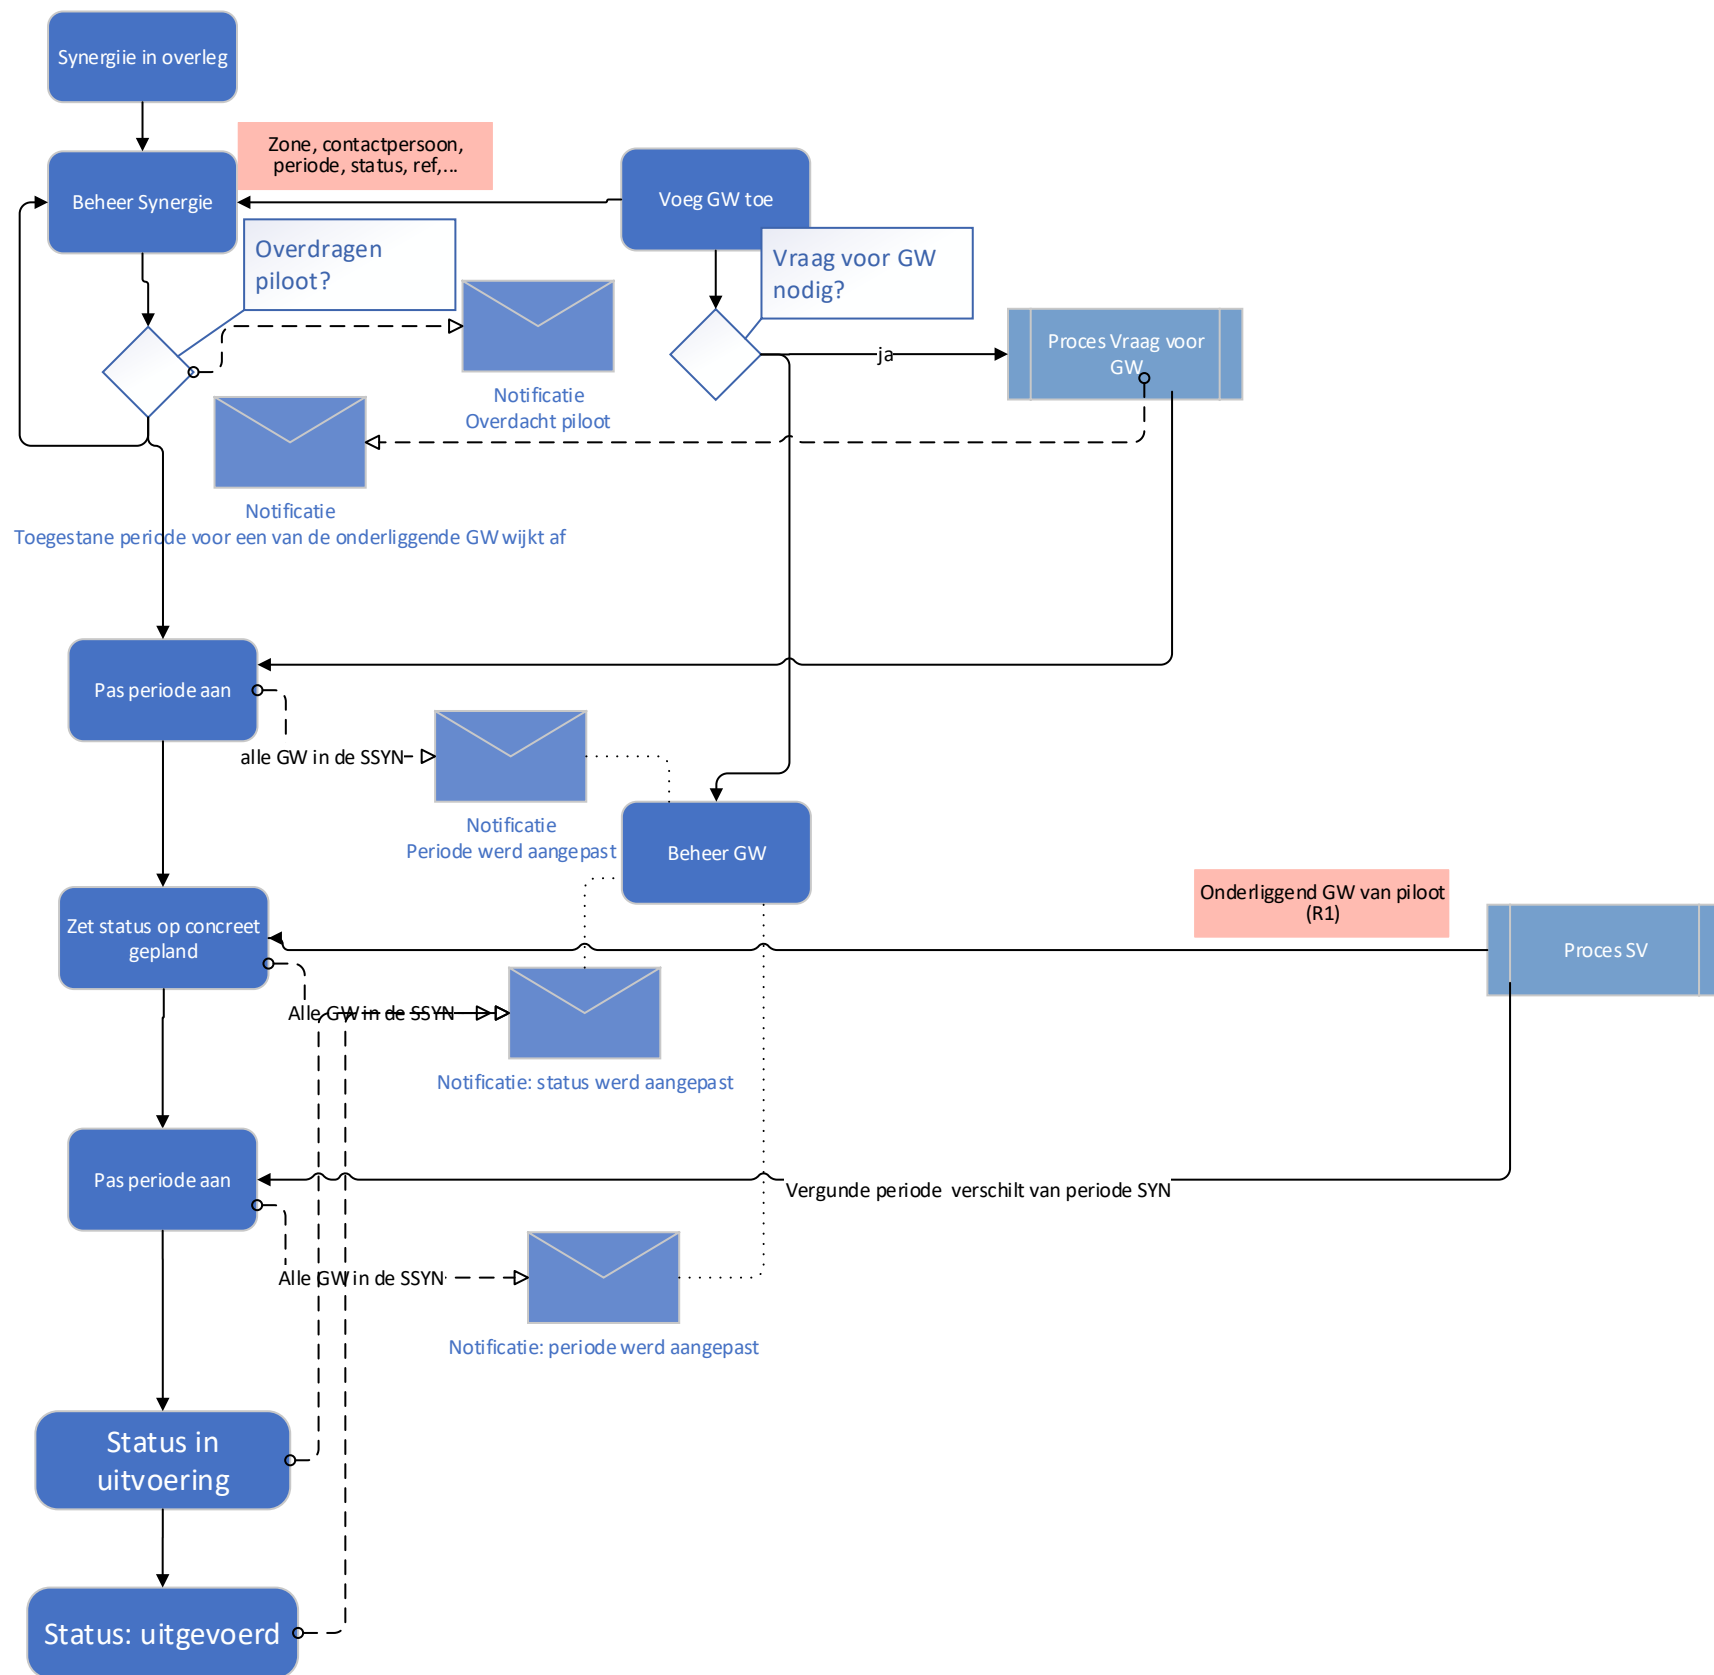 Synergiie in overleg
Zone, contactpersoon,
periode, status, ref,...
Beheer Synergie
Voeg GW toe
Overdragen
piloot?
Vraag voor GW
nodig?
Proces Vraag voor
GW
ja
Notificatie
Overdacht piloot
Notificatie
Toegestane periode voor een van de onderliggende GW wijkt af
Pas periode aan
alle GW in de SSYN
Notificatie
Periode werd aangepast
Beheer GW
Onderliggend GW van piloot
(R1)
Zet status op concreet
gepland
Proces SV
Alle GW in de SSYN
Notificatie: status werd aangepast
Pas periode aan
Vergunde periode  verschilt van periode SYN
Alle GW in de SSYN
Notificatie: periode werd aangepast
Status in
uitvoering
Status: uitgevoerd